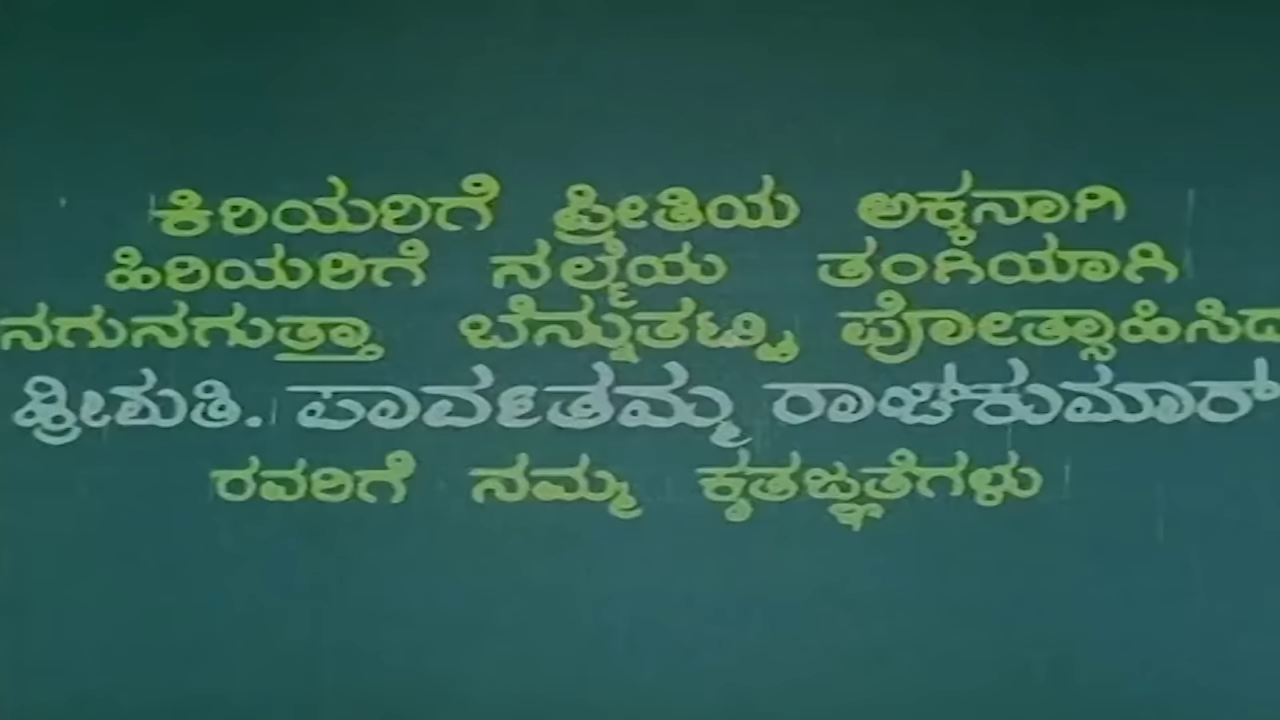 ಕಿರಿಯರಿಗೆ ಪ್ರೀತಿಯ ಅಕ್ಕನಾಗಿ
ಹಿರಿಯರಿಗೆ ನಲ್ಮೆಯ ತಂಗಿಯಾಗಿ
ನಗುನಗುತ್ತಾ ಬೆನ್ನುತಟ್ಟಿ ಪ್ರೋತ್ಸಾಹಿಸಿದ
ಶ್ರೀಮತಿ. ಪಾರ್ವತಮ್ಮ ರಾಜ್‌ಕುಮಾರ್
ರವರಿಗೆ ನಮ್ಮ ಕೃತಜ್ಞತೆಗಳು